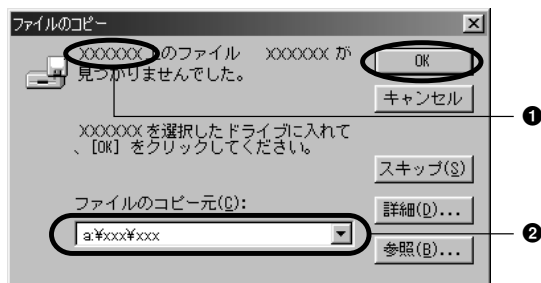 ファイルのコピー
XXXXXX 上のファイル XXXXXX が
見つかりませんでした。
OK
キャンセル
❶
XXXXXX を選択したドライブに入れて
、[OK] をクリックしてください。
スキップ(S)
ファイルのコピー元(C):
詳細(D)...
a:¥xxx¥xxx
❷
参照(B)...